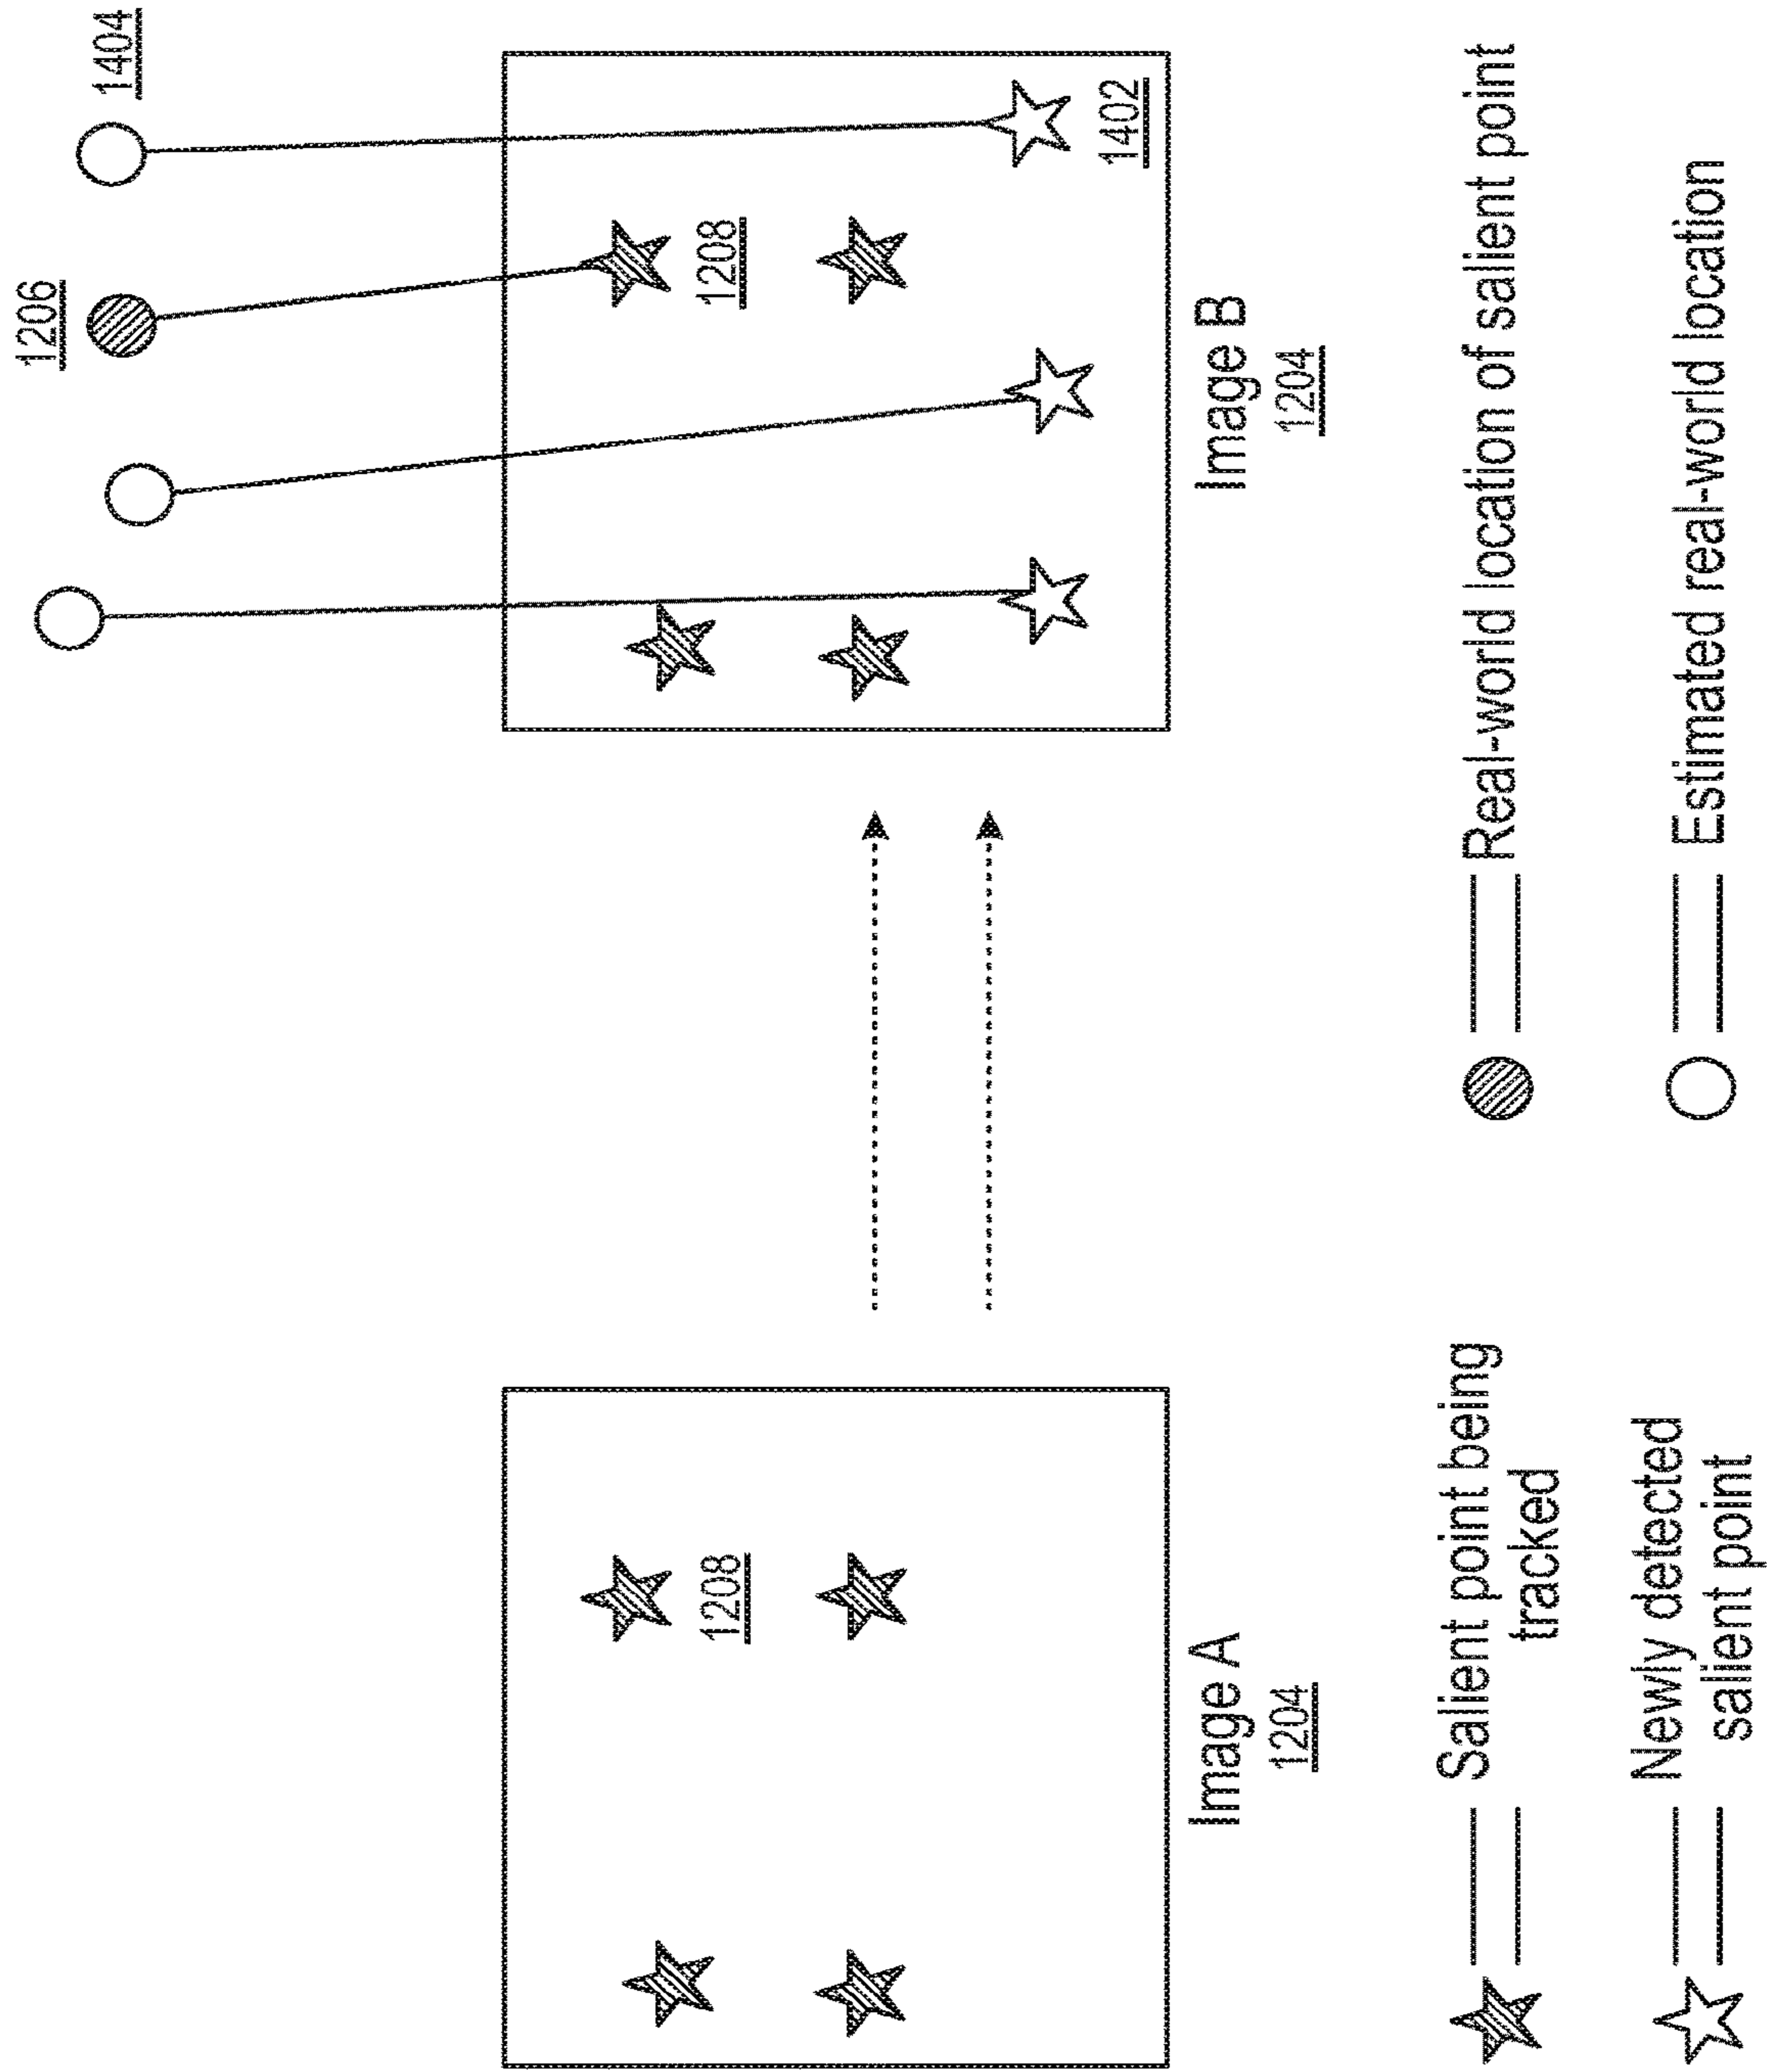 1206
1404
1208
1208
1402
Image A
1204
Image B
1204
Salient point being
tracked
Real-world location of salient point
Newly detected
salient point
Estimated real-world location